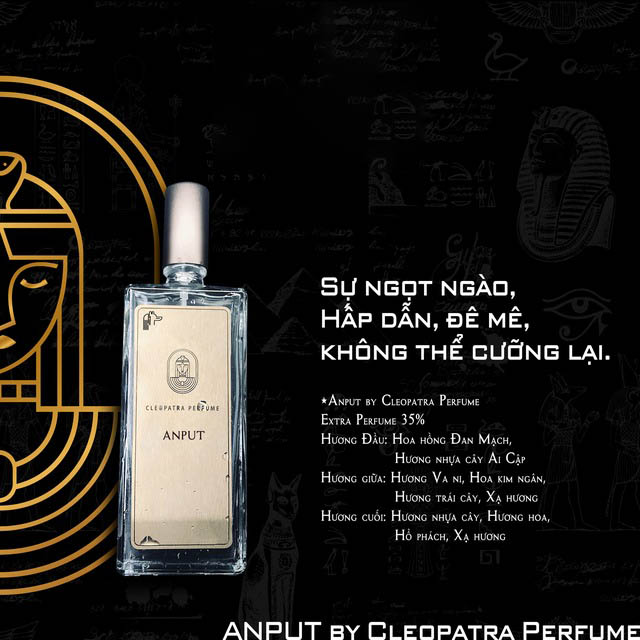 CLEOPATRA PERFUME
ANPUT
Sự ngọt ngào,
Hấp dẫn, đê mê,
không thể cưỡng lại.
*Anput by Cleopatra Perfume
Extra Perfume 35%
Hương Đầu: Hoa hồng Đan Mạch,
Hương nhựa cây Ai Cập
Hương giữa: Hương Va ni, Hoa kim ngân,
Hương trái cây, Xạ hương
Hương cuối: Hương nhựa cây, Hương hoa,
Hổ phách, Xạ hương
ANPUT by Cleopatra Perfume